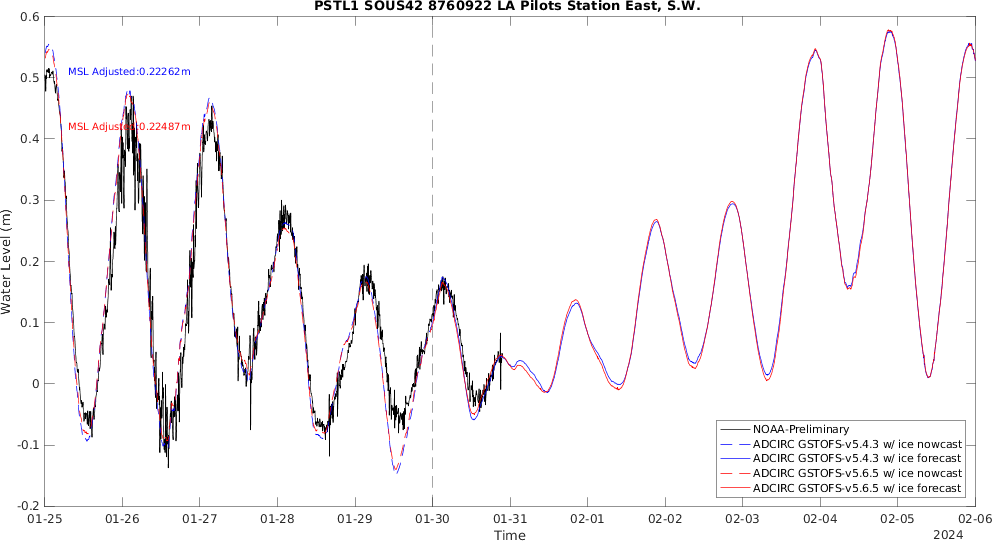 PSTL1 SOUS42 8760922 LA Pilots Station East, S.W.
0.6
0.5
0.4
0.3
0.2
0.1
0
-0.1
-0.2
Water Level (m)
MSL Adjusted:0.22262m
MSL Adjusted:0.22487m
NOAA-Preliminary
ADCIRC GSTOFS-v5.4.3 w/ ice nowcast
ADCIRC GSTOFS-v5.4.3 w/ ice forecast
ADCIRC GSTOFS-v5.6.5 w/ ice nowcast
ADCIRC GSTOFS-v5.6.5 w/ ice forecast
01-25 01-26 01-27 01-28 01-29 01-30 01-31 02-01 02-02 02-03 02-04 02-05 02-06
Time
2024